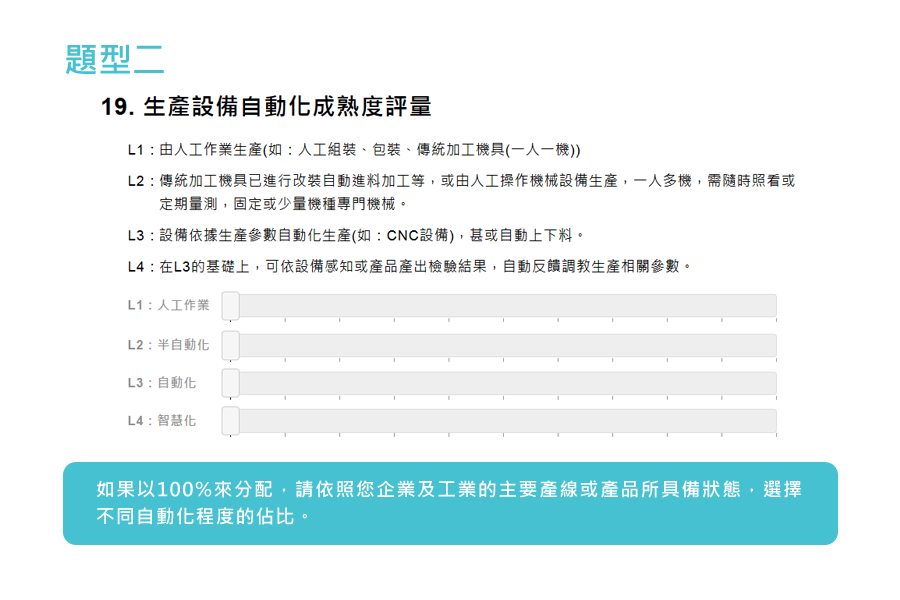 題型二
19. 生產設備自動化成熟度評量
L1：由人工作業生產(如：人工組裝、包裝、傳統加工機具(一人一機))
L2：傳統加工機具已進行改裝自動進料加工等，或由人工操作機械設備生產，一人多機，需隨時照看或
定期量測，固定或少量機種專門機械。
L3：設備依據生產參數自動化生產(如：CNC設備)，甚或自動上下料。
L4：在L3的基礎上，可依設備感知或產品產出檢驗結果，自動反饋調教生產相關參數。
L1：人工作業
L2：半自動化
L3：自動化
L4：智慧化
如果以100%來分配，請依照您企業及工業的主要產線或產品所具備狀態，選擇
不同自動化程度的佔比。